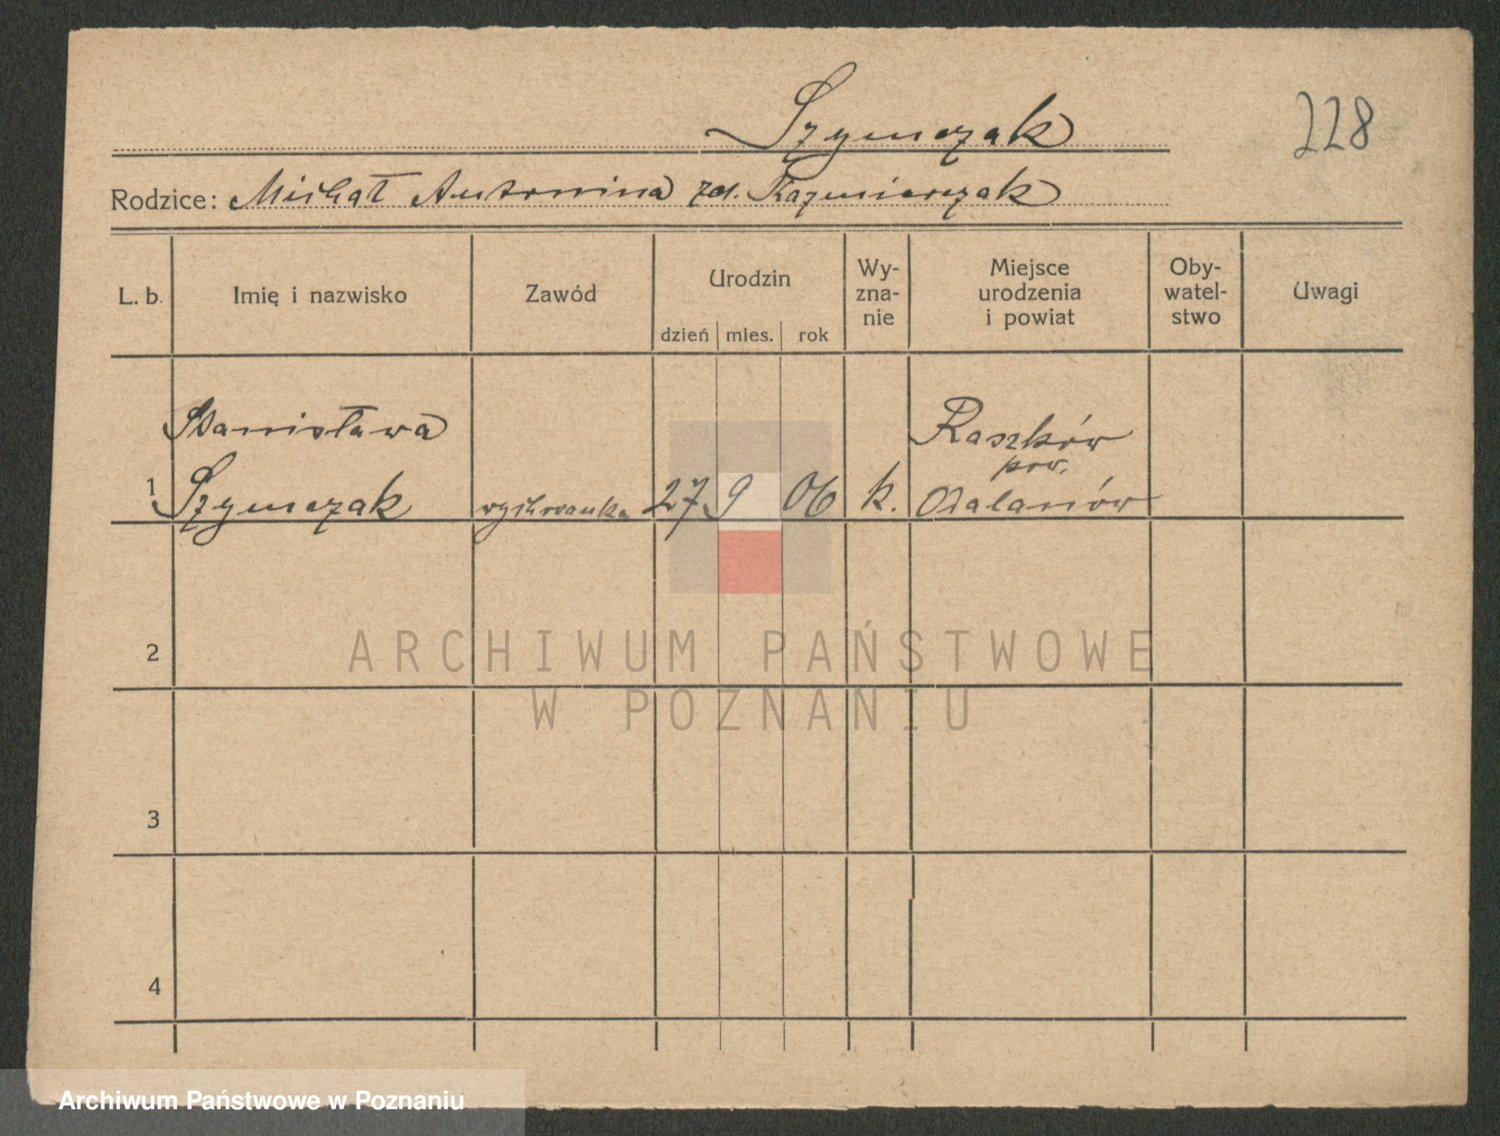 Szymczak
228
Rodzice: Michał Antonina zd. Kaźmierczak
L. b. Imię i nazwisko Zawód Urodzin Wy-zna-nie Miejsce urodzenia i powiat Oby-watel-stwo Uwagi
dzień mies. rok
Stanisława
Raszków
pow.
1 Szymczak wychowanka 27 9 06 k. Odalanów
2
ARCHIWUM PAŃSTWOWE
W POZNANIU
3
4
Archiwum Państwowe w Poznaniu